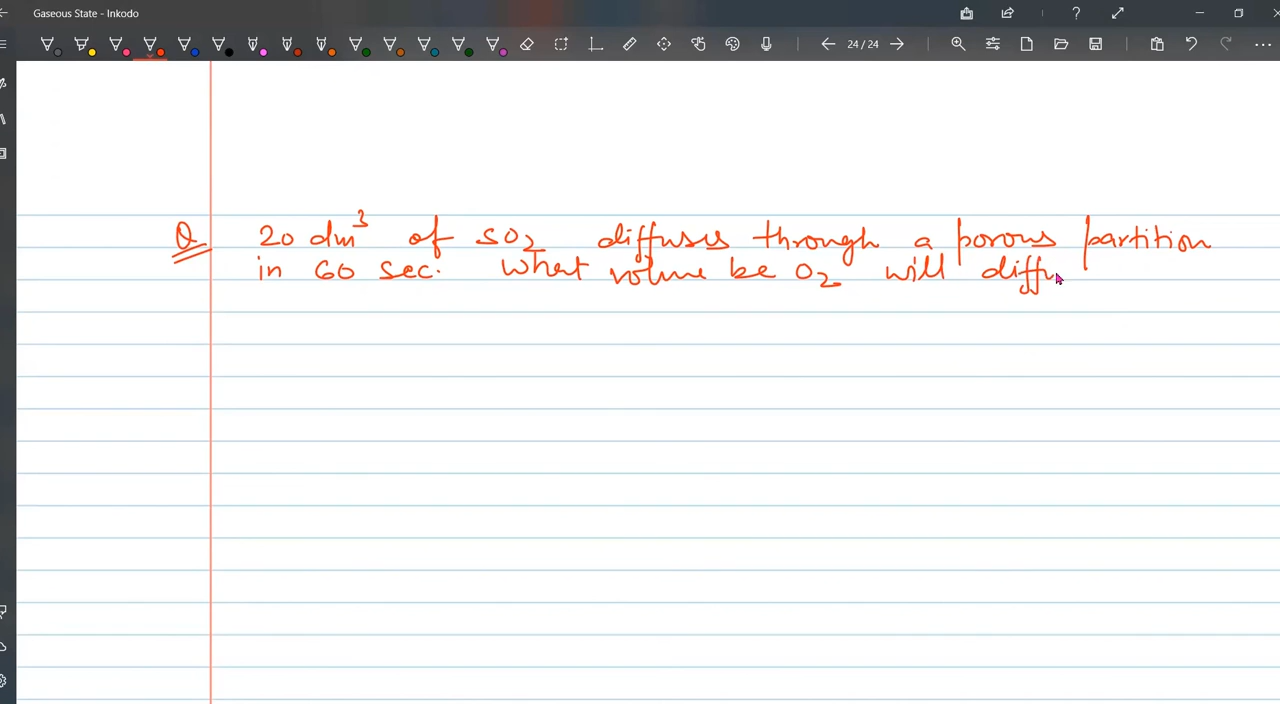 Gaseous State - Inkodo
24 / 24
Q 20 dm³ of SO₂ diffuses through a porous partition
in 60 sec. What volume be O₂ will diffu